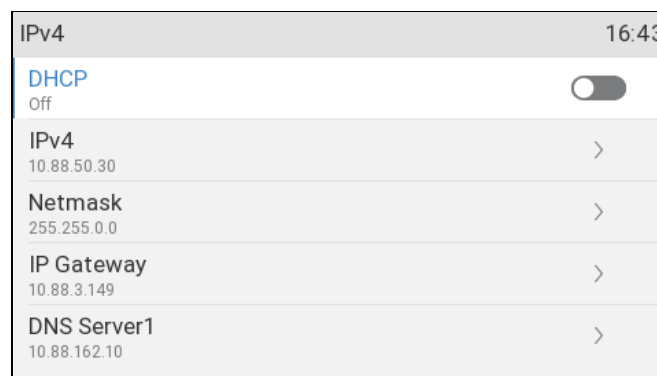 IPv4 16:43
DHCP
Off
IPv4
10.88.50.30
Netmask
255.255.0.0
IP Gateway
10.88.3.149
DNS Server1
10.88.162.10